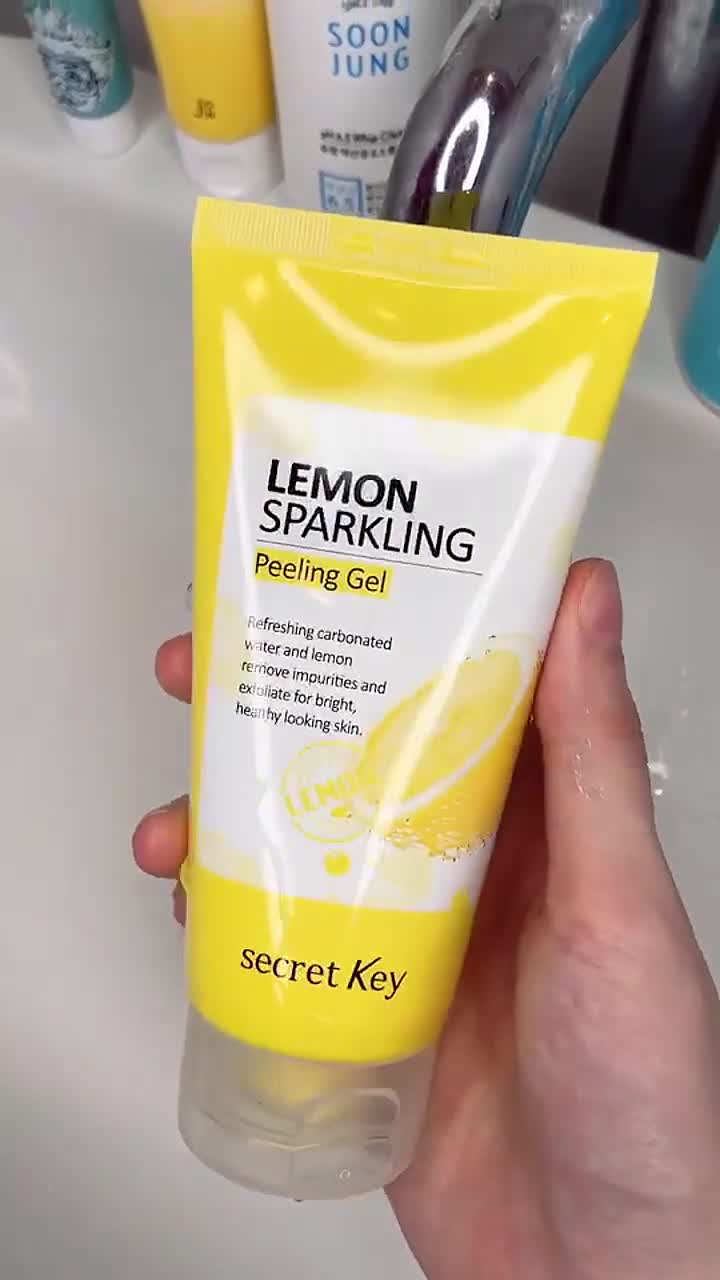 SOON
JUNG
LEMON
SPARKLING
Peeling Gel
Refreshing carbonated
water and lemon
remove impurities and
exfoliate for bright,
healthy looking skin.
LEMON
secret Key